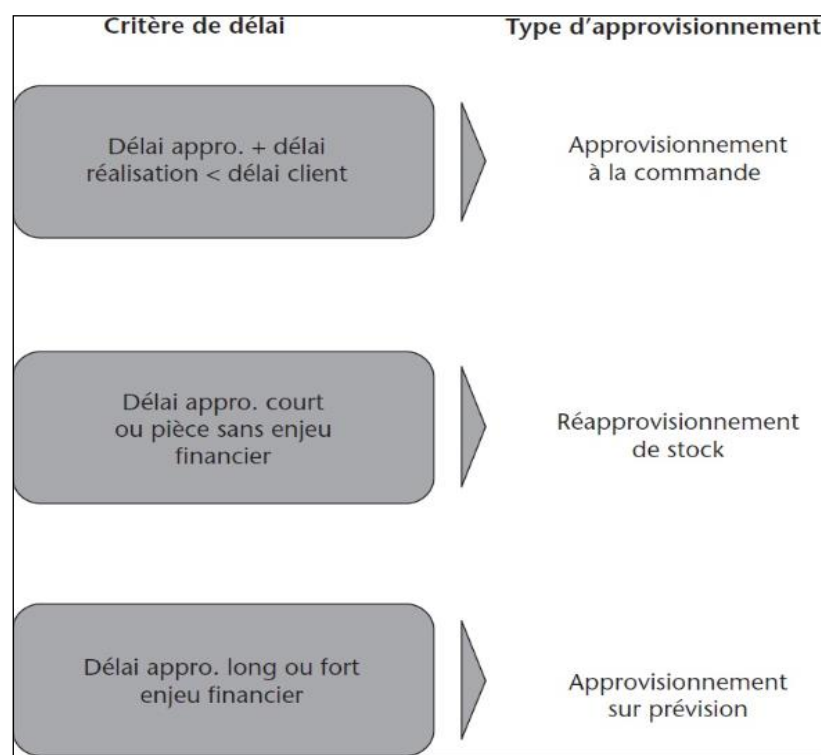 Critère de délai
Type d’approvisionnement
Délai appro. + délai
réalisation < délai client
Approvisionnement
à la commande
Délai appro. court
ou pièce sans enjeu
financier
Réapprovisionnement
de stock
Délai appro. long ou fort
enjeu financier
Approvisionnement
sur prévision